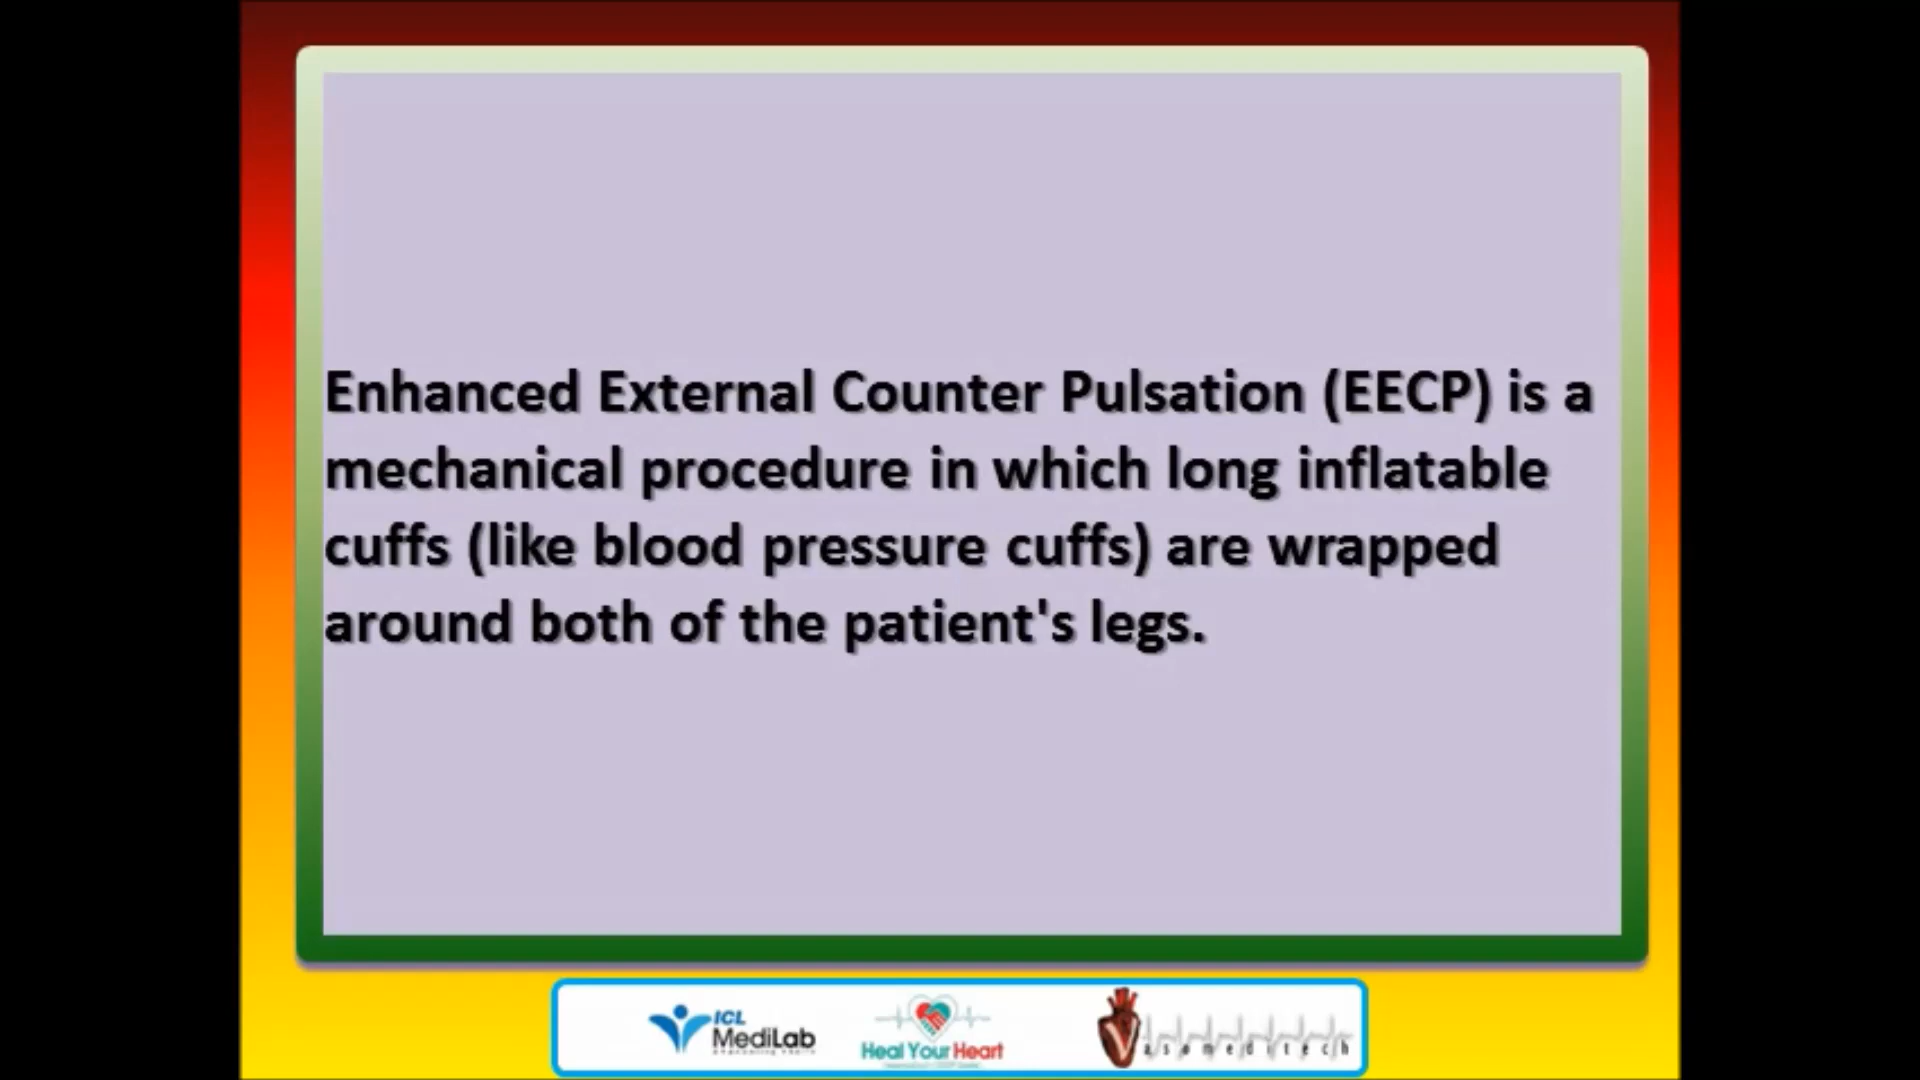 Enhanced External Counter Pulsation (EECP) is a
mechanical procedure in which long inflatable
cuffs (like blood pressure cuffs) are wrapped
around both of the patient's legs.
ICL
MediLab
Heal Your Heart
Vasomeditech